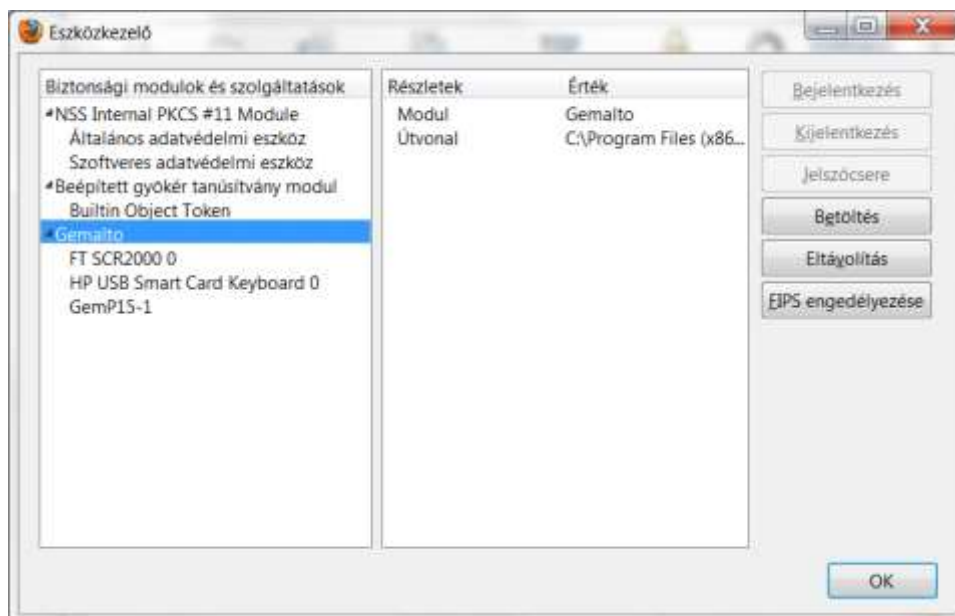 Eszközkezelő
Biztonsági modulok és szolgáltatások
NSS Internal PKCS #11 Module
Általános adatvédelmi eszköz
Szoftveres adatvédelmi eszköz
Beépített gyökér tanúsítvány modul
Builtin Object Token
Gemalto
FT SCR2000 0
HP USB Smart Card Keyboard 0
GemP15-1
Részletek Érték
Modul Gemalto
Útvonal C:\Program Files (x86...
Bejelentkezés
Kijelentkezés
Jelszócsere
Betöltés
Eltávolítás
FIPS engedélyezése
OK